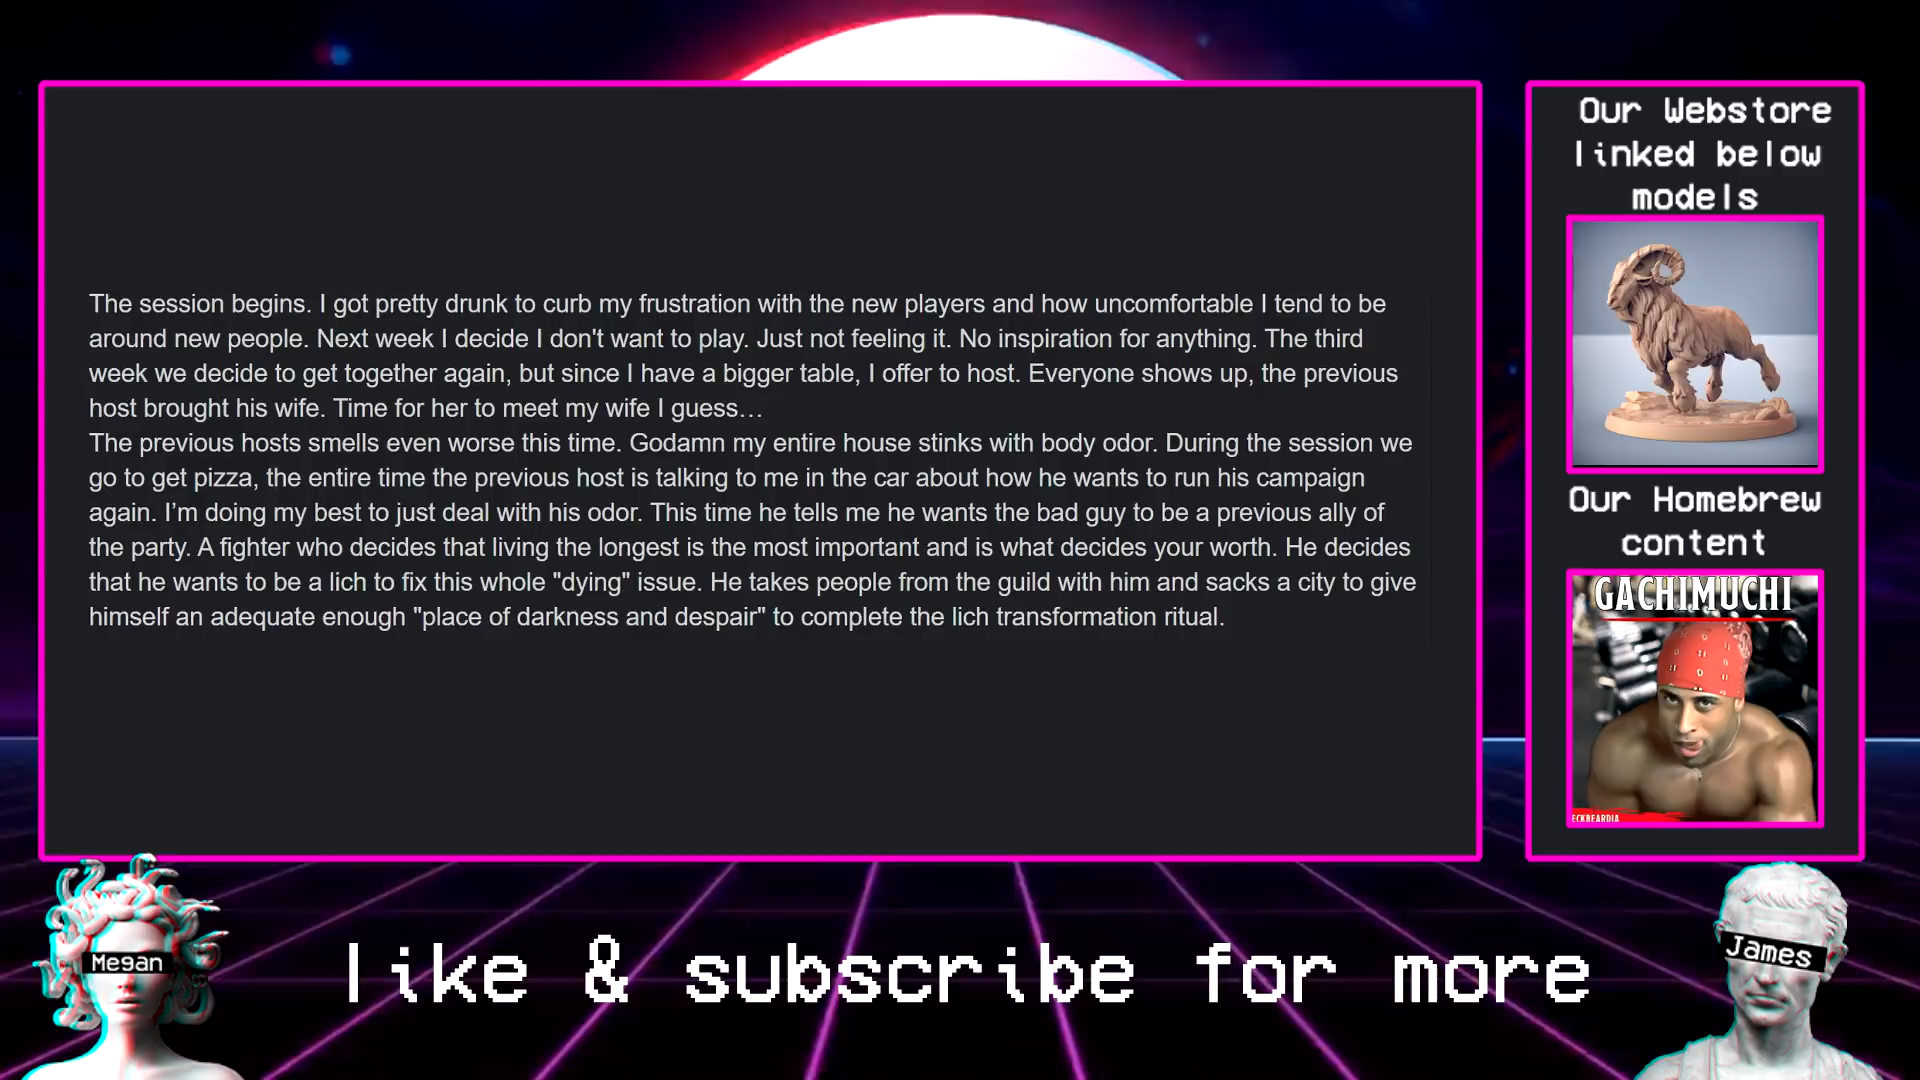 The session begins. I got pretty drunk to curb my frustration with the new players and how uncomfortable I tend to be
around new people. Next week I decide I don't want to play. Just not feeling it. No inspiration for anything. The third
week we decide to get together again, but since I have a bigger table, I offer to host. Everyone shows up, the previous
host brought his wife. Time for her to meet my wife I guess…
The previous hosts smells even worse this time. Godamn my entire house stinks with body odor. During the session we
go to get pizza, the entire time the previous host is talking to me in the car about how he wants to run his campaign
again. I’m doing my best to just deal with his odor. This time he tells me he wants the bad guy to be a previous ally of
the party. A fighter who decides that living the longest is the most important and is what decides your worth. He decides
that he wants to be a lich to fix this whole "dying" issue. He takes people from the guild with him and sacks a city to give
himself an adequate enough "place of darkness and despair" to complete the lich transformation ritual.
Our Webstore
linked below
models
Our Homebrew
content
GACHIMUCHI
ECKBEARDIA
Megan
like & subscribe for more
James